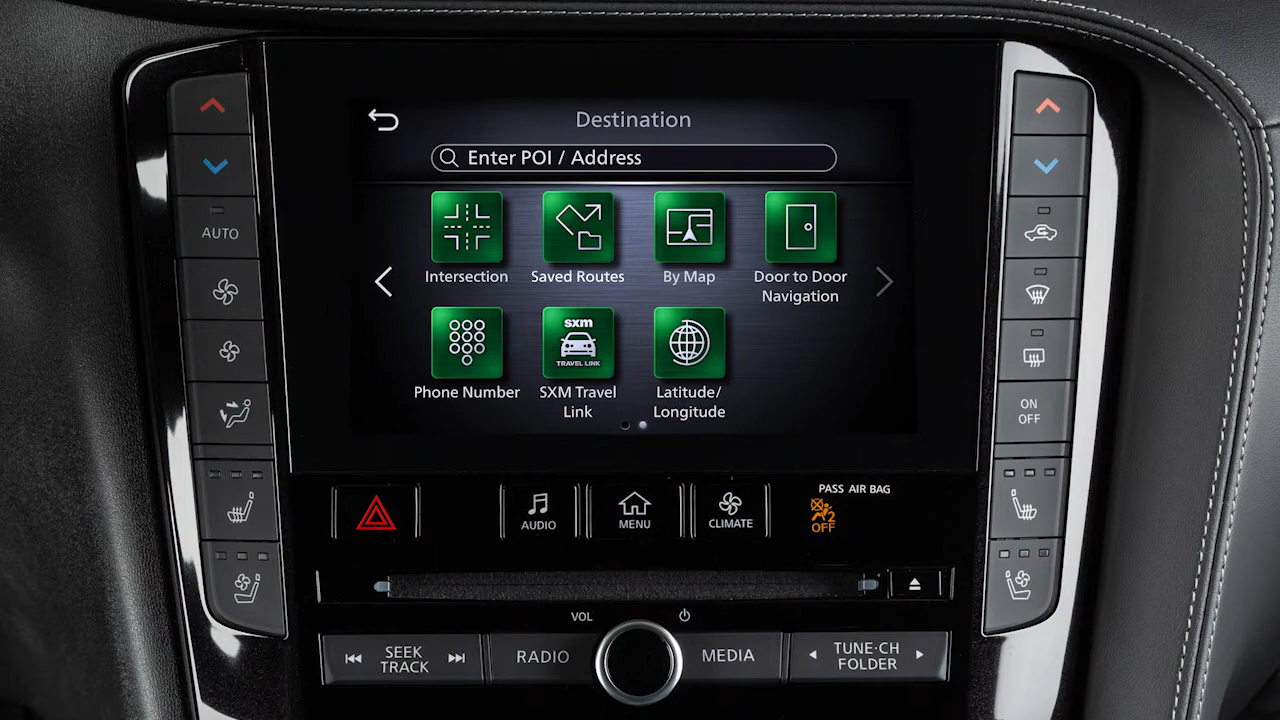 Destination
Enter POI / Address
Intersection
Saved Routes
By Map
Door to Door
Navigation
sxm
TRAVEL LINK
Phone Number
SXM Travel
Link
Latitude/
Longitude
AUTO
ON
OFF
AUDIO
MENU
CLIMATE
PASS AIR BAG
2
OFF
VOL
SEEK
TRACK
RADIO
MEDIA
TUNE·CH
FOLDER